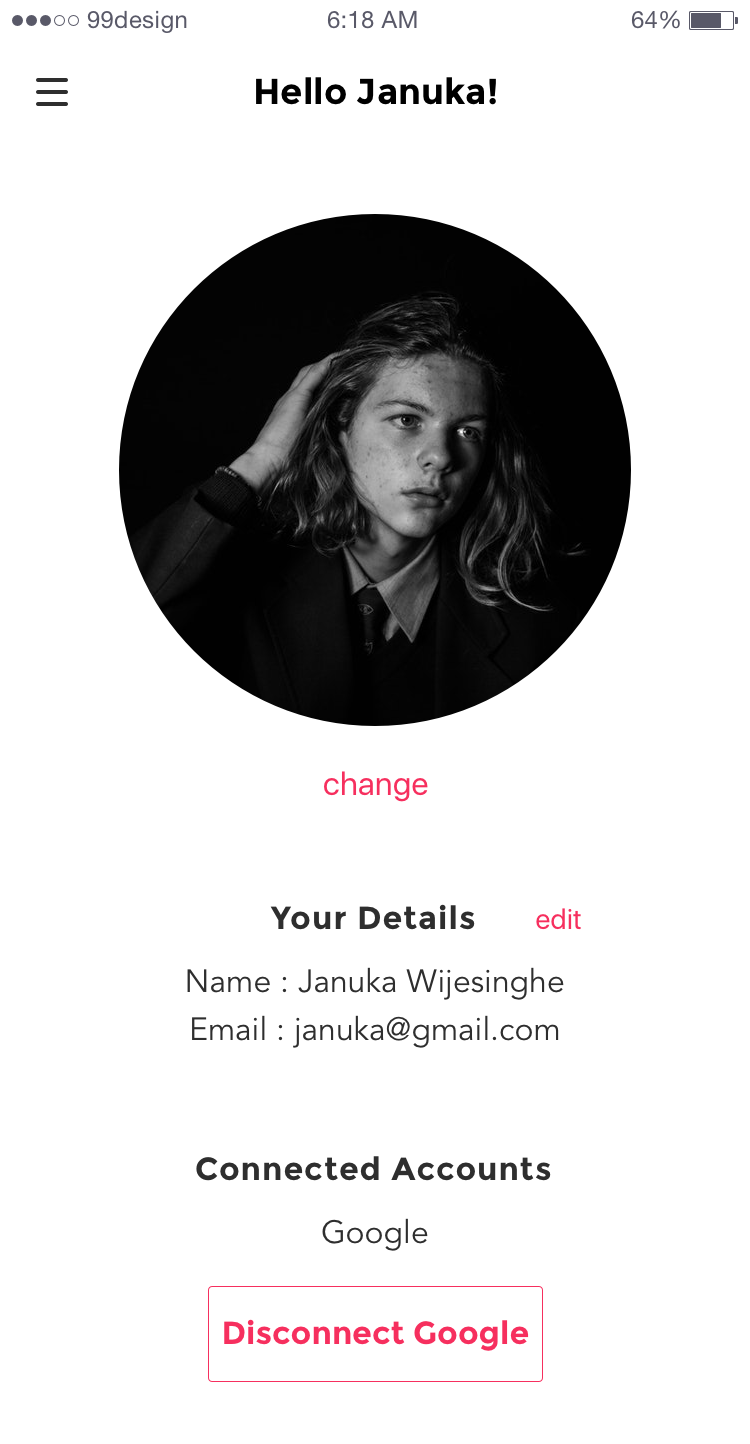 99design 6:18 AM 64%
Hello Januka!
change
Your Details edit
Name : Januka Wijesinghe
Email : januka@gmail.com
Connected Accounts
Google
Disconnect Google